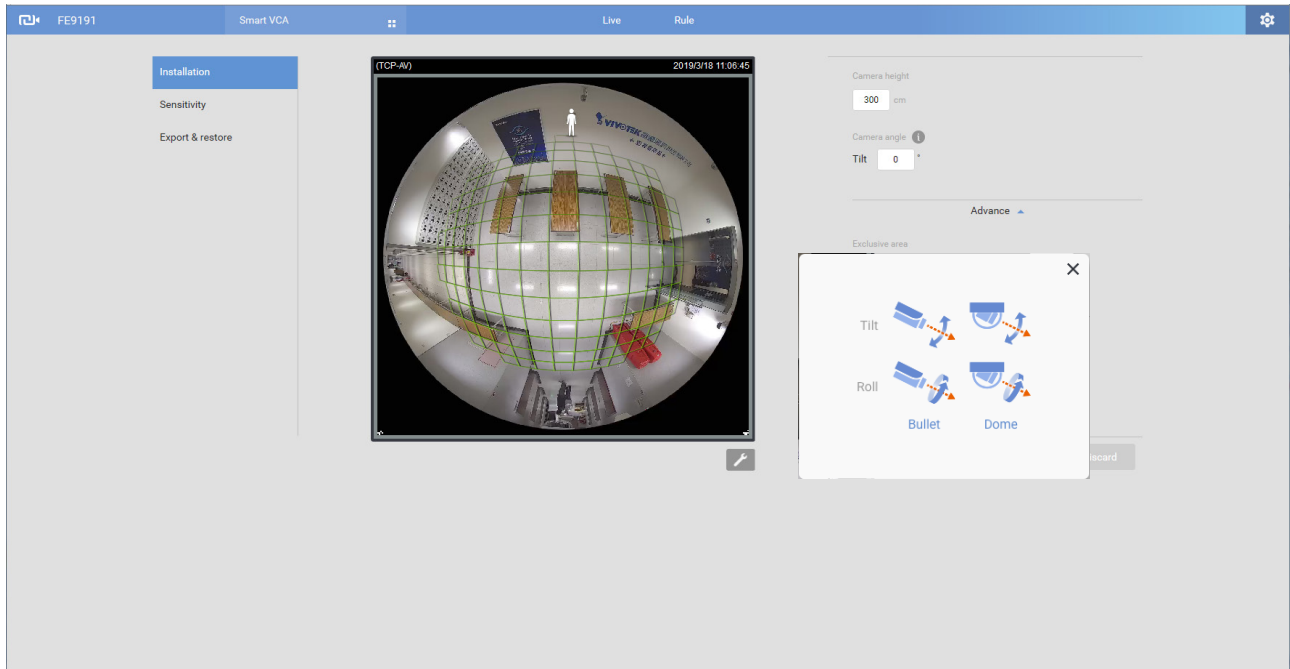 FE9191
Smart VCA
Live
Rule
Installation
Sensitivity
Export & restore
(TCP-AV)
2019/3/18 11:06:45
VIVOTEK
Camera height
300 cm
Camera angle
Tilt 0 °
Advance
Exclusive area
Tilt
Roll
Bullet
Dome
scard